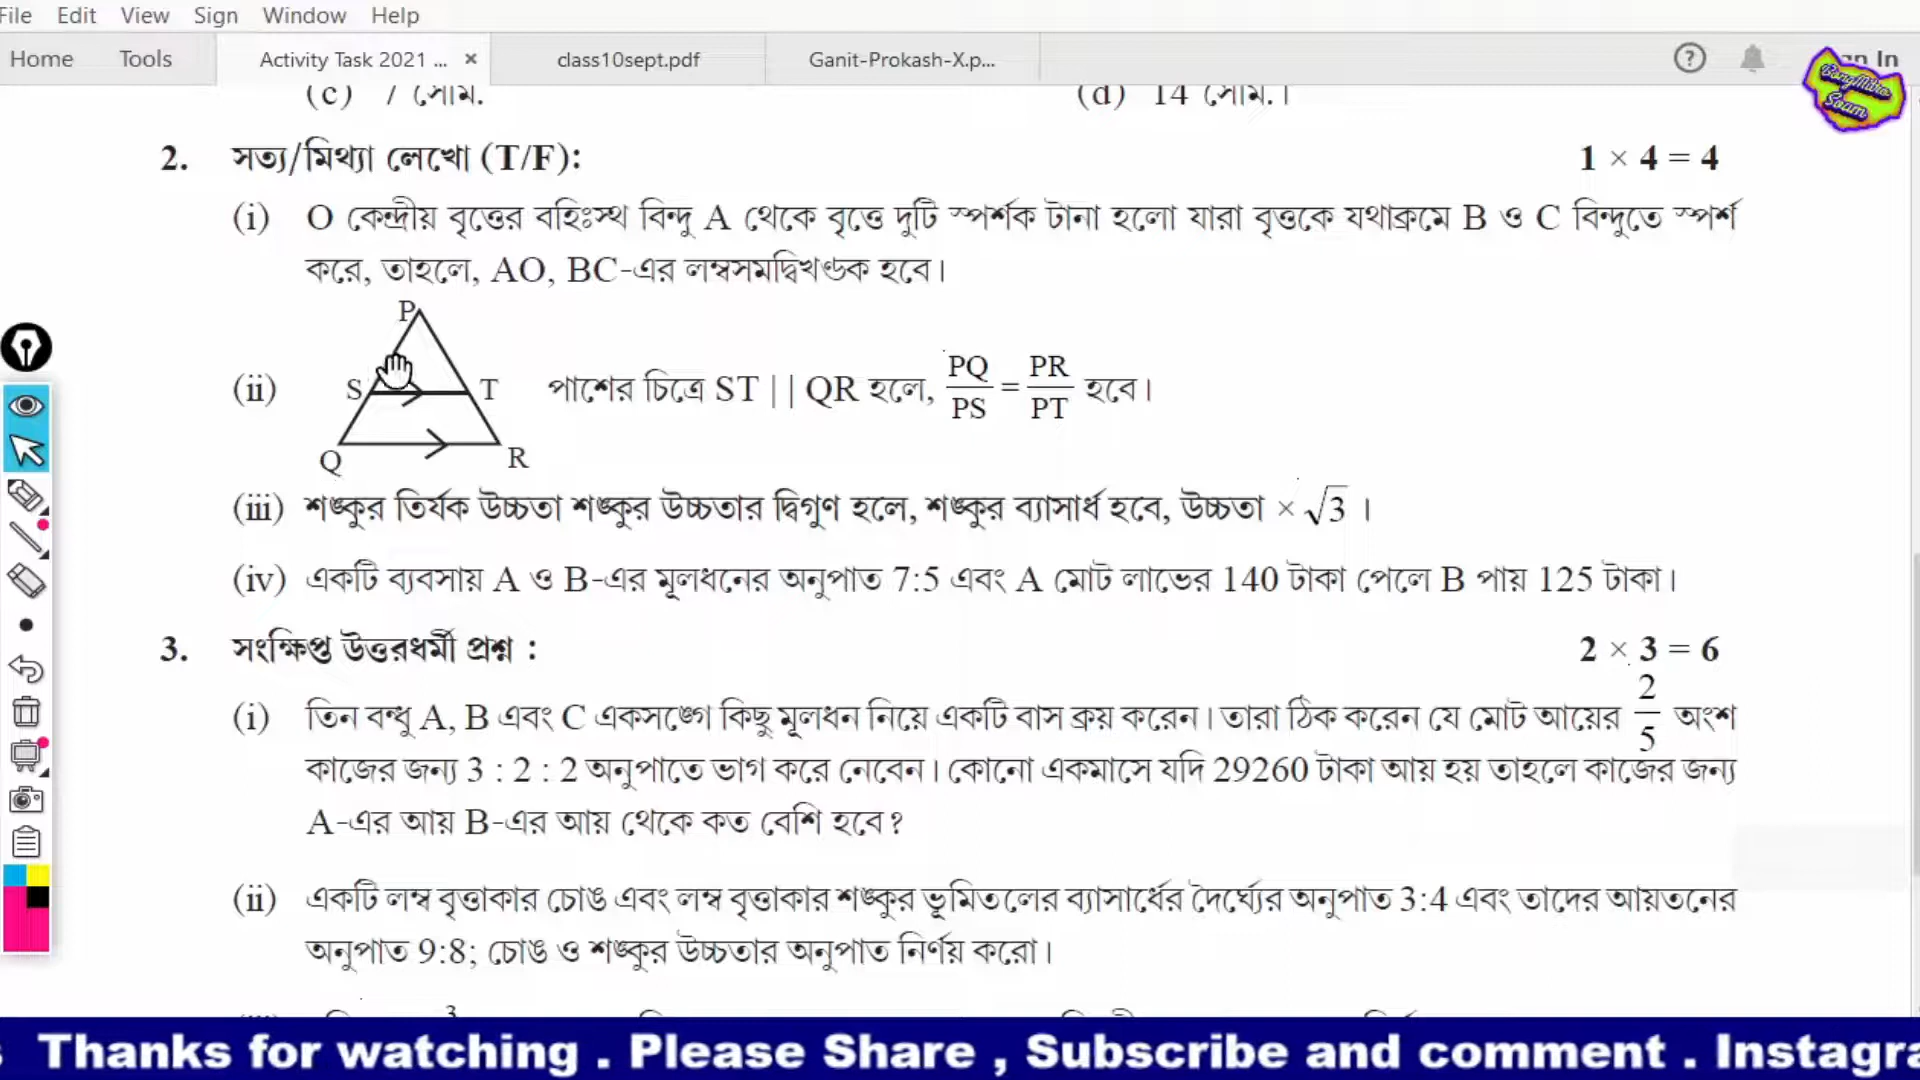 File Edit View Sign Window Help
Home Tools Activity Task 2021 ... × class10sept.pdf Ganit-Prokash-X.p... ? n In
BongMitra
Soram
(c) 7 সেমি. (d) 14 সেমি.।
2. সত্য/মিথ্যা লেখো (T/F): 1 × 4 = 4
(i) O কেন্দ্রীয় বৃত্তের বহিঃস্থ বিন্দু A থেকে বৃত্তে দুটি স্পর্শক টানা হলো যারা বৃত্তকে যথাক্রমে B ও C বিন্দুতে স্পর্শ
করে, তাহলে, AO, BC-এর লম্বসমদ্বিখণ্ডক হবে।
P
(ii) S T পাশের চিত্রে ST || QR হলে, PQ/PS = PR/PT হবে।
Q R
(iii) শঙ্কুর তির্যক উচ্চতা শঙ্কুর উচ্চতার দ্বিগুণ হলে, শঙ্কুর ব্যাসার্ধ হবে, উচ্চতা × √3 ।
(iv) একটি ব্যবসায় A ও B-এর মূলধনের অনুপাত 7:5 এবং A মোট লাভের 140 টাকা পেলে B পায় 125 টাকা।
3. সংক্ষিপ্ত উত্তরধর্মী প্রশ্ন : 2 × 3 = 6
(i) তিন বন্ধু A, B এবং C একসঙ্গে কিছু মূলধন নিয়ে একটি বাস ক্রয় করেন। তারা ঠিক করেন যে মোট আয়ের 2/5 অংশ
কাজের জন্য 3 : 2 : 2 অনুপাতে ভাগ করে নেবেন। কোনো একমাসে যদি 29260 টাকা আয় হয় তাহলে কাজের জন্য
A-এর আয় B-এর আয় থেকে কত বেশি হবে?
(ii) একটি লম্ব বৃত্তাকার চোঙ এবং লম্ব বৃত্তাকার শঙ্কুর ভূমিতলের ব্যাসার্ধের দৈর্ঘ্যের অনুপাত 3:4 এবং তাদের আয়তনের
অনুপাত 9:8; চোঙ ও শঙ্কুর উচ্চতার অনুপাত নির্ণয় করো।
Thanks for watching . Please Share , Subscribe and comment . Instagra